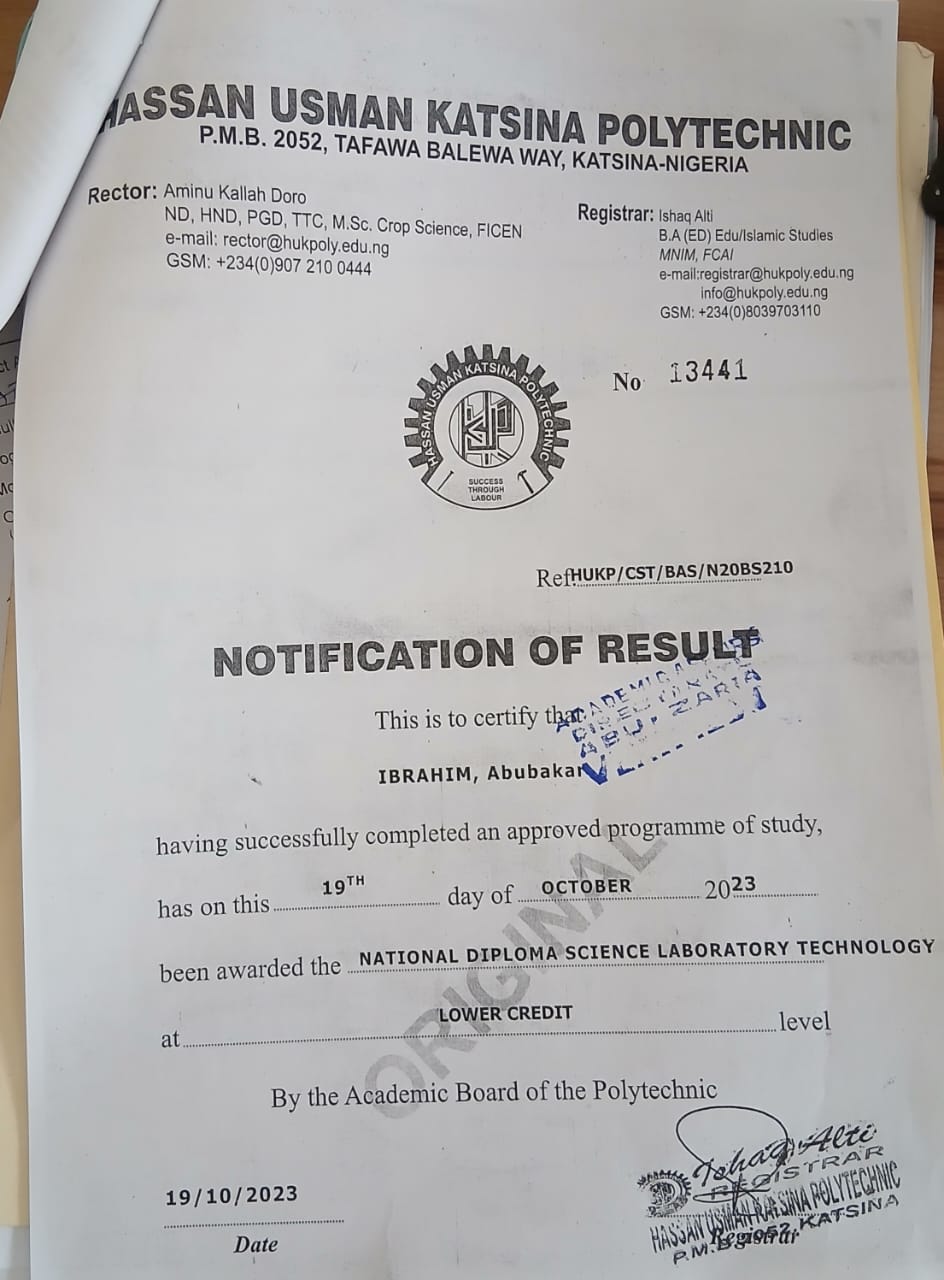 HASSAN USMAN KATSINA POLYTECHNIC
P.M.B. 2052, TAFAWA BALEWA WAY, KATSINA-NIGERIA
Rector: Aminu Kallah Doro
ND, HND, PGD, TTC, M.Sc. Crop Science, FICEN
e-mail: rector@hukpoly.edu.ng
GSM: +234(0)907 210 0444
Registrar: Ishaq Alti
B.A (ED) Edu/Islamic Studies
MNIM, FCAI
e-mail:registrar@hukpoly.edu.ng
info@hukpoly.edu.ng
GSM: +234(0)8039703110
HASSAN USMAN KATSINA POLYTECHNIC
SUCCESS
THROUGH
LABOUR
No 13441
Ref:HUKP/CST/BAS/N20BS210
NOTIFICATION OF RESULT
ACADEMIC
ABU, ZARIA
This is to certify that
IBRAHIM, Abubakar
having successfully completed an approved programme of study,
has on this 19TH day of OCTOBER 2023
been awarded the NATIONAL DIPLOMA SCIENCE LABORATORY TECHNOLOGY
at LOWER CREDIT level
ORIGINAL
By the Academic Board of the Polytechnic
Ishaq Alti
REGISTRAR
HASSAN USMAN KATSINA POLYTECHNIC
P.M.B 2052, KATSINA
Registrar
19/10/2023
Date